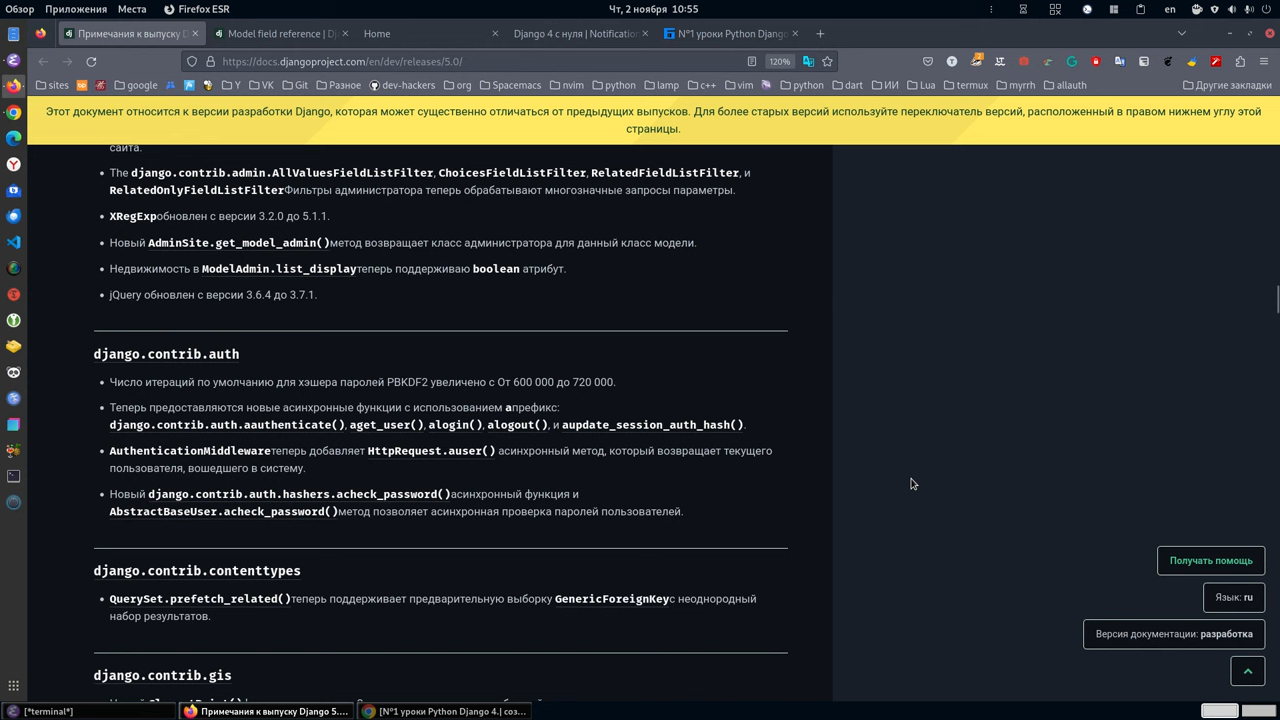 Обзор Приложения Места Firefox ESR Чт, 2 ноября 10:55 en
Примечания к выпуску D Model field reference | Dj Home Django 4 с нуля | Notification №1 уроки Python Django
https://docs.djangoproject.com/en/dev/releases/5.0/ 120%
sites google Y VK Git Разное dev-hackers org Spacemacs nvim python lamp c++ vim python dart ИИ Lua termux myrrh allauth Другие закладки
Этот документ относится к версии разработки Django, которая может существенно отличаться от предыдущих выпусков. Для более старых версий используйте переключатель версий, расположенный в правом нижнем углу этой
страницы.
сайта.
• The django.contrib.admin.AllValuesFieldListFilter, ChoicesFieldListFilter, RelatedFieldListFilter, и
RelatedOnlyFieldListFilterФильтры администратора теперь обрабатывают многозначные запросы параметры.
• XRegExpобновлен с версии 3.2.0 до 5.1.1.
• Новый AdminSite.get_model_admin()метод возвращает класс администратора для данный класс модели.
• Недвижимость в ModelAdmin.list_displayтеперь поддерживаю boolean атрибут.
• jQuery обновлен с версии 3.6.4 до 3.7.1.
django.contrib.auth
• Число итераций по умолчанию для хэшера паролей PBKDF2 увеличено с От 600 000 до 720 000.
• Теперь предоставляются новые асинхронные функции с использованием aпрефикс:
django.contrib.auth.aauthenticate(), aget_user(), alogin(), alogout(), и aupdate_session_auth_hash().
• AuthenticationMiddlewareтеперь добавляет HttpRequest.auser() асинхронный метод, который возвращает текущего
пользователя, вошедшего в систему.
• Новый django.contrib.auth.hashers.acheck_password()асинхронный функция и
AbstractBaseUser.acheck_password()метод позволяет асинхронная проверка паролей пользователей.
django.contrib.contenttypes
• QuerySet.prefetch_related()теперь поддерживает предварительную выборку GenericForeignKeyс неоднородный
набор результатов.
django.contrib.gis
Получать помощь
Язык: ru
Версия документации: разработка
[*terminal*] Примечания к выпуску Django 5.... [№1 уроки Python Django 4.] соз...